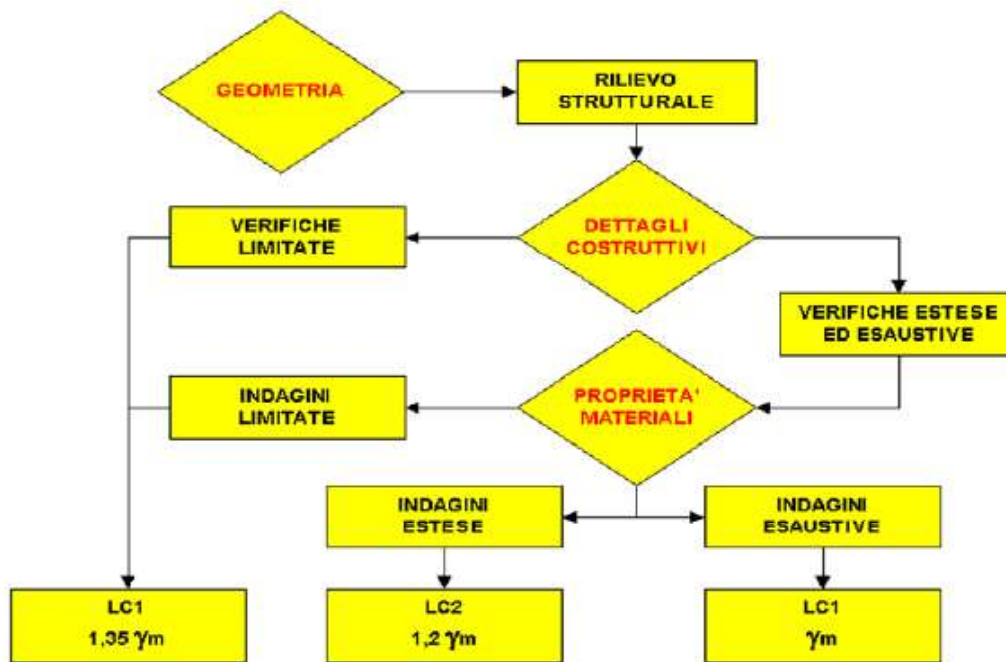 GEOMETRIA
RILIEVO
STRUTTURALE
VERIFICHE
LIMITATE
DETTAGLI
COSTRUTTIVI
VERIFICHE ESTESE
ED ESAUSTIVE
INDAGINI
LIMITATE
PROPRIETA'
MATERIALI
INDAGINI
ESTESE
INDAGINI
ESAUSTIVE
LC1
1,35 γm
LC2
1,2 γm
LC1
γm